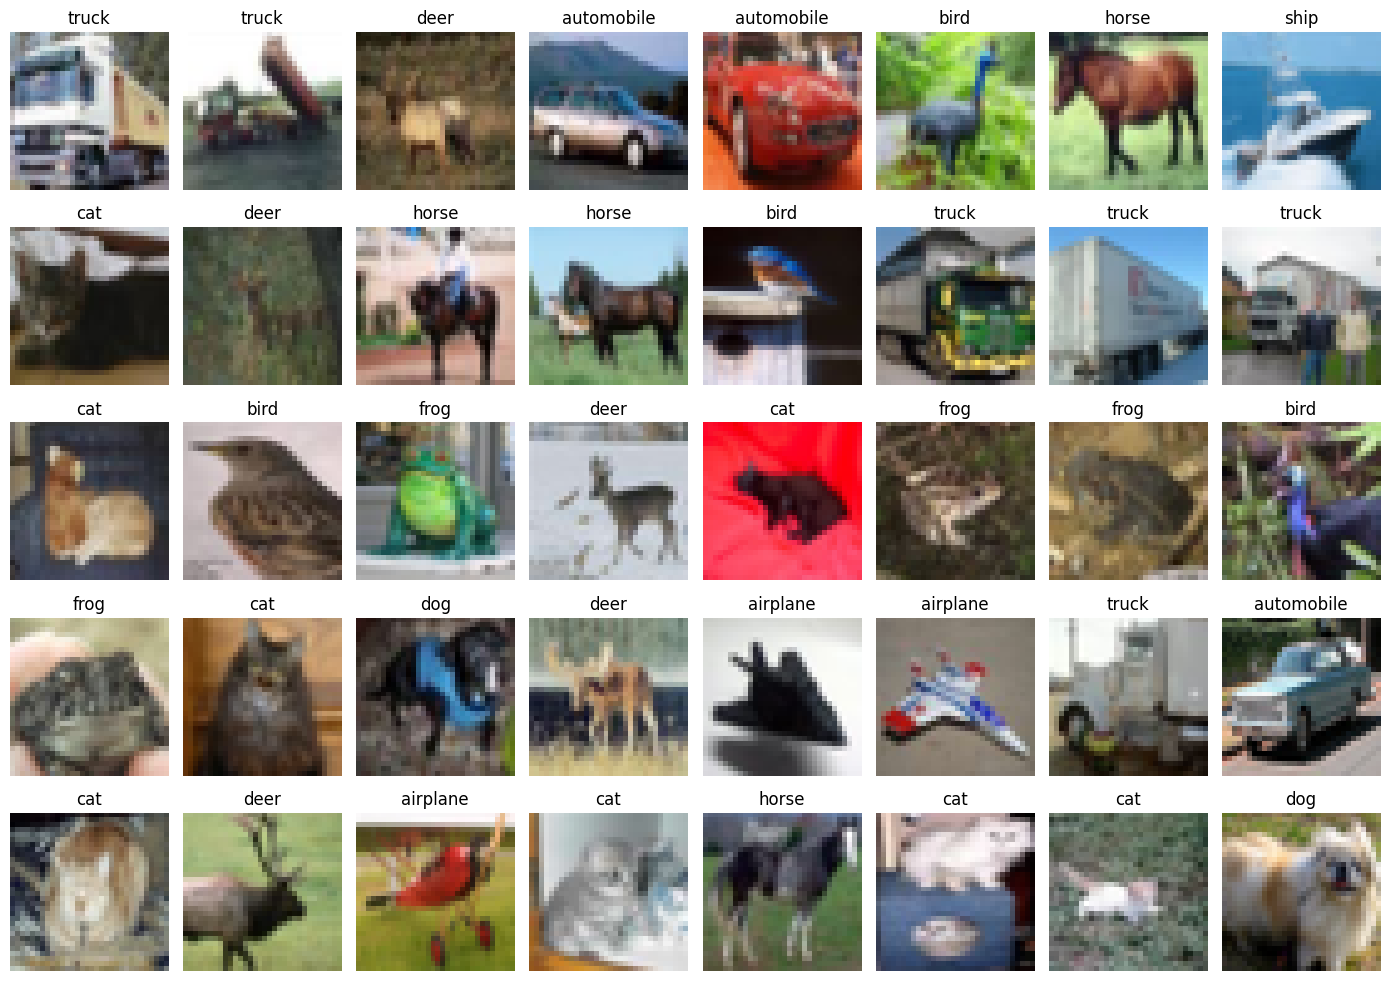 truck truck deer automobile automobile bird horse ship
cat deer horse horse bird truck truck truck
cat bird frog deer cat frog frog bird
frog cat dog deer airplane airplane truck automobile
cat deer airplane cat horse cat cat dog